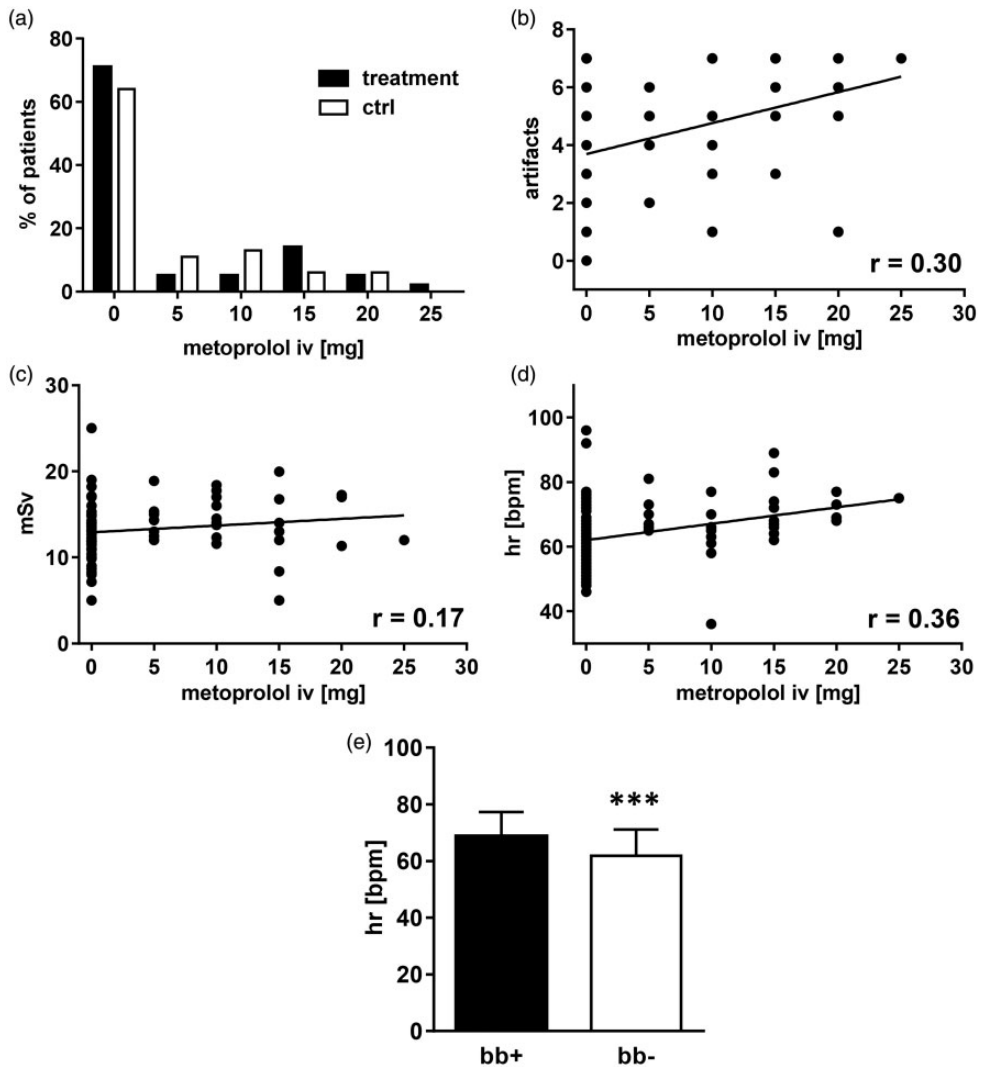 (a)
80
60
40
20
0
% of patients
treatment
ctrl
0 5 10 15 20 25
metoprolol iv [mg]
(b)
8
6
4
2
0
artifacts
r = 0.30
0 5 10 15 20 25 30
metoprolol iv [mg]
(c)
30
20
10
0
mSv
r = 0.17
0 5 10 15 20 25 30
metoprolol iv [mg]
(d)
100
80
60
40
hr [bpm]
r = 0.36
0 5 10 15 20 25 30
metropolol iv [mg]
(e)
100
80
60
40
20
0
hr [bpm]
***
bb+ bb-